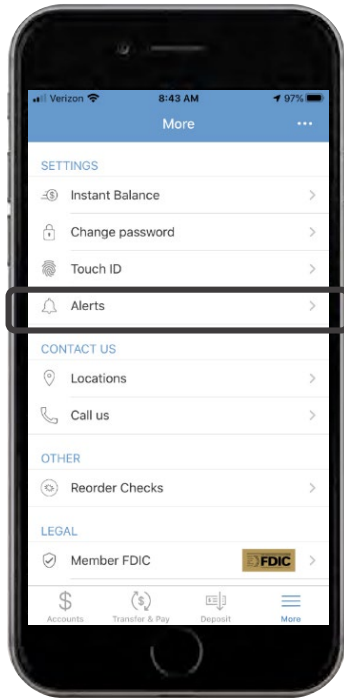 Verizon 8:43 AM 97%
More
SETTINGS
Instant Balance
Change password
Touch ID
Alerts
CONTACT US
Locations
Call us
OTHER
Reorder Checks
LEGAL
Member FDIC FDIC
Accounts Transfer & Pay Deposit More